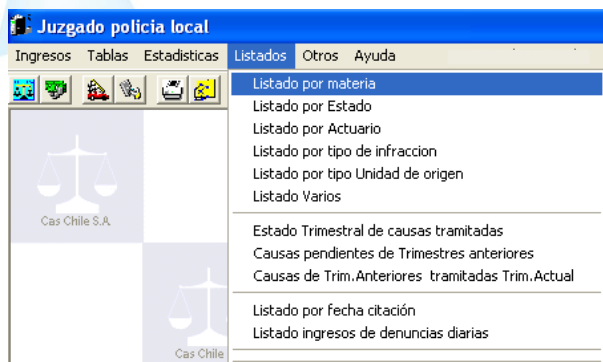 Juzgado policia local
Ingresos Tablas Estadisticas Listados Otros Ayuda
Listado por materia
Listado por Estado
Listado por Actuario
Listado por tipo de infraccion
Listado por tipo Unidad de origen
Listado Varios
Estado Trimestral de causas tramitadas
Causas pendientes de Trimestres anteriores
Causas de Trim.Anteriores tramitadas Trim.Actual
Listado por fecha citación
Listado ingresos de denuncias diarias
Cas Chile S.A.
Cas Chile